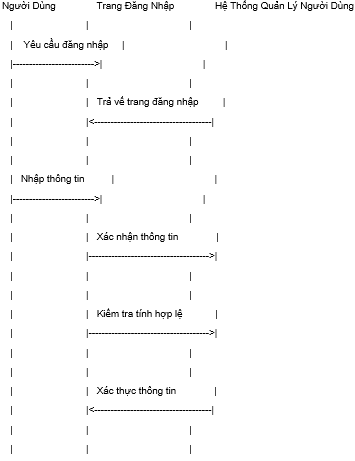 Người Dùng Trang Đăng Nhập Hệ Thống Quản Lý Người Dùng
| | |
| Yêu cầu đăng nhập | |
|------------------------->| |
| | |
| | Trả về trang đăng nhập |
| |<------------------------------------|
| | |
| | |
| Nhập thông tin | |
|------------------------->| |
| | |
| | Xác nhận thông tin |
| |------------------------------------->|
| | |
| | |
| | Kiểm tra tính hợp lệ |
| |------------------------------------->|
| | |
| | |
| | Xác thực thông tin |
| |<------------------------------------|
| | |
| | |